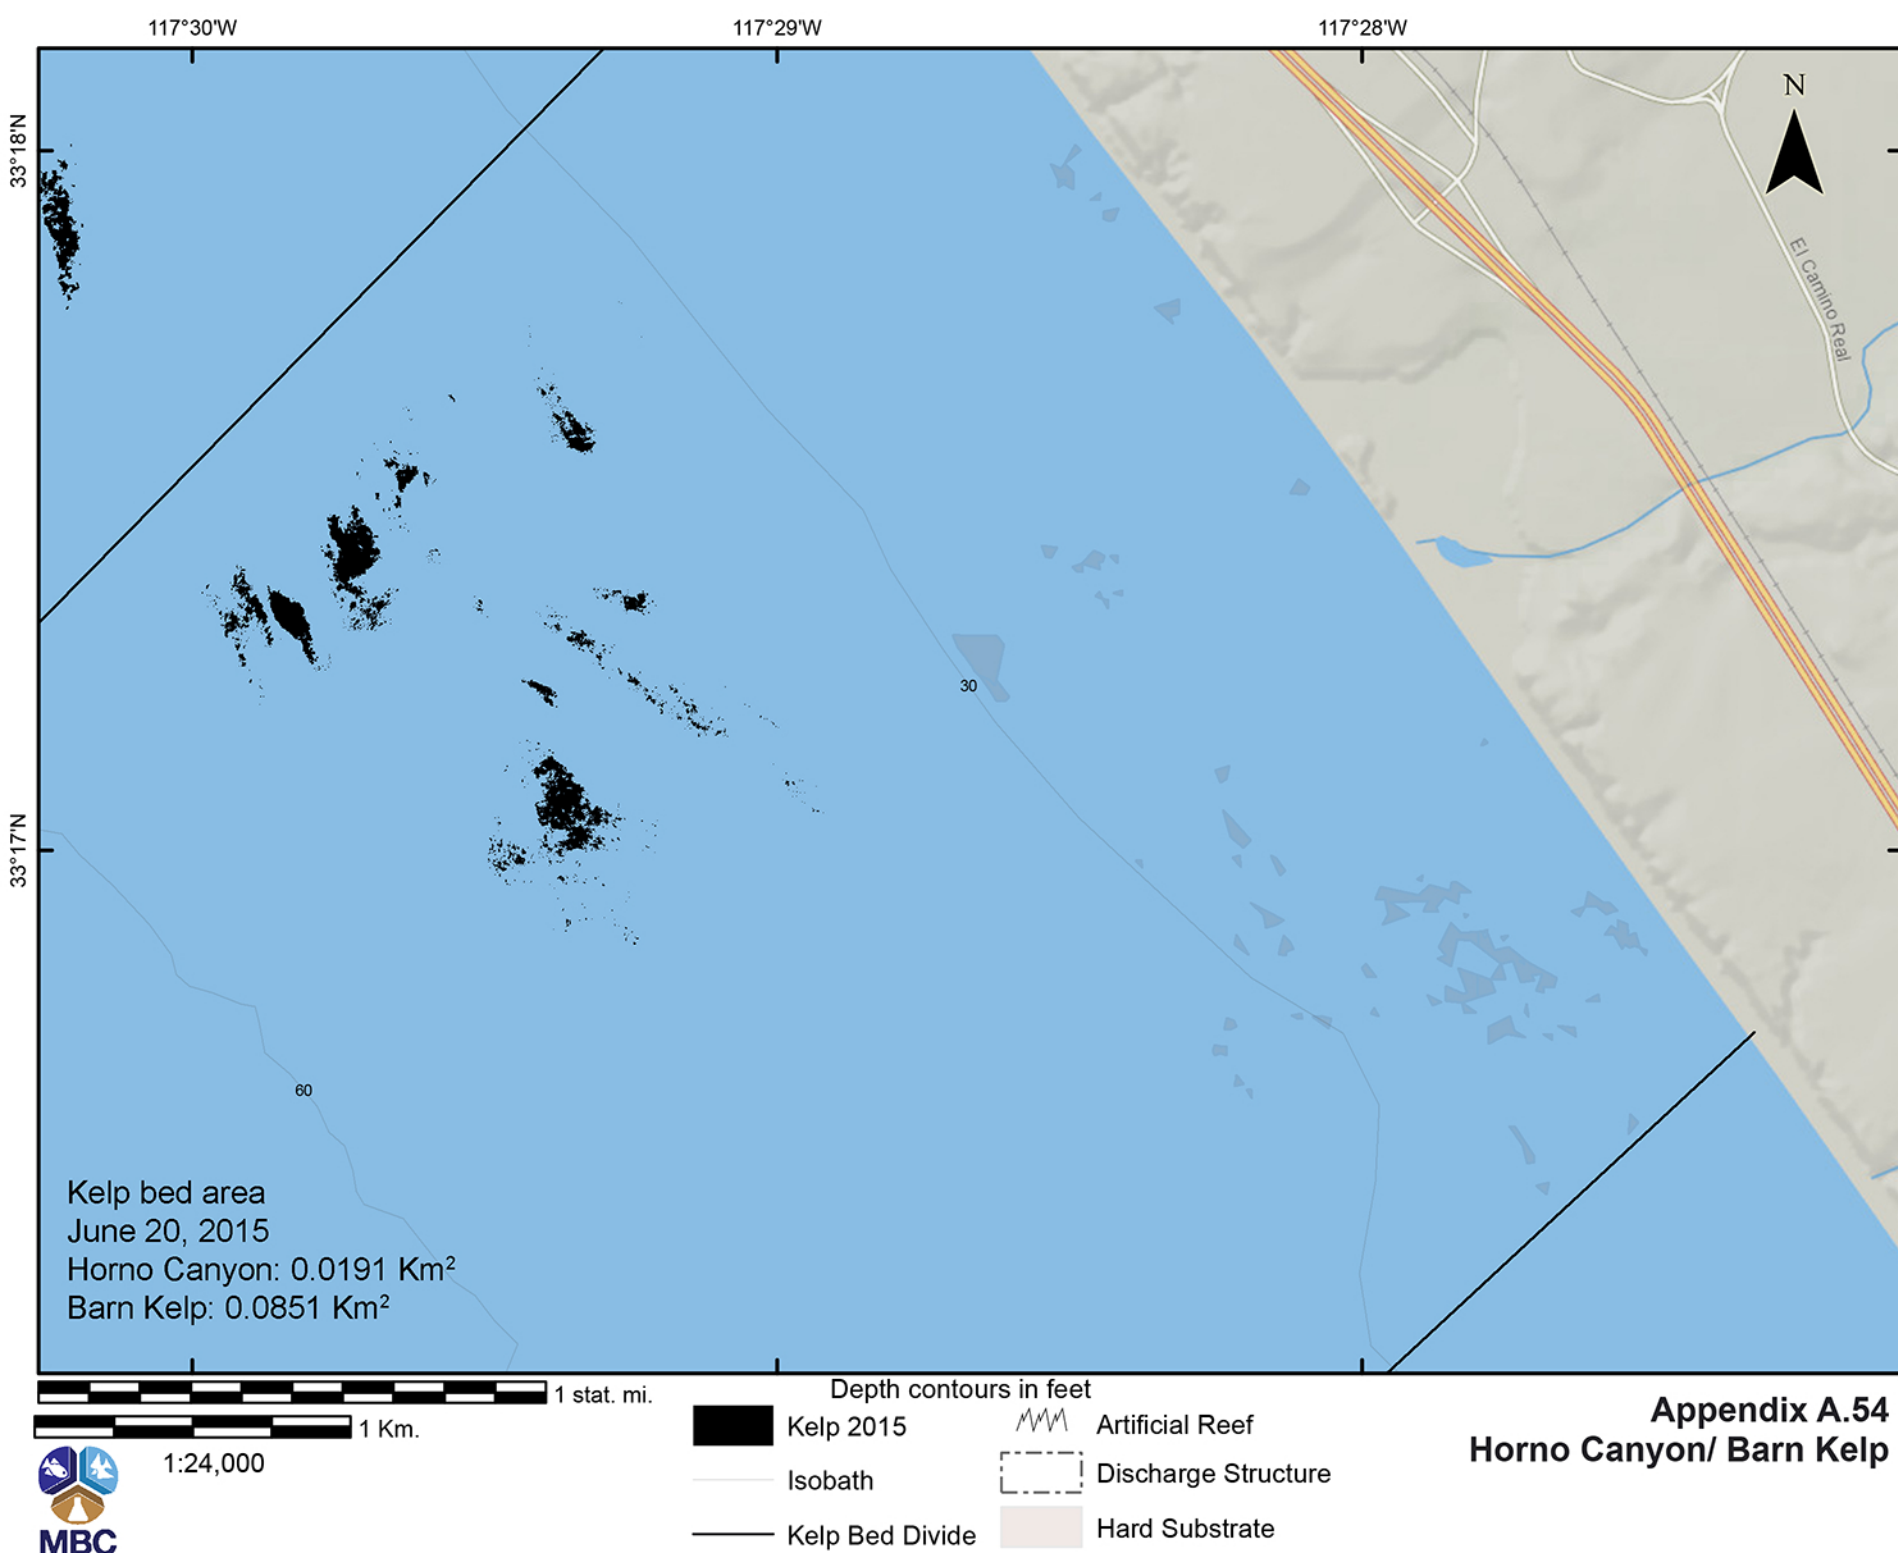 117°30'W
117°29'W
117°28'W
33°18'N
N
El Camino Real
30
33°17'N
60
Kelp bed area
June 20, 2015
Horno Canyon: 0.0191 Km²
Barn Kelp: 0.0851 Km²
1 stat. mi.
1 Km.
1:24,000
MBC
Depth contours in feet
Kelp 2015
Isobath
Kelp Bed Divide
Artificial Reef
Discharge Structure
Hard Substrate
Appendix A.54
Horno Canyon/ Barn Kelp